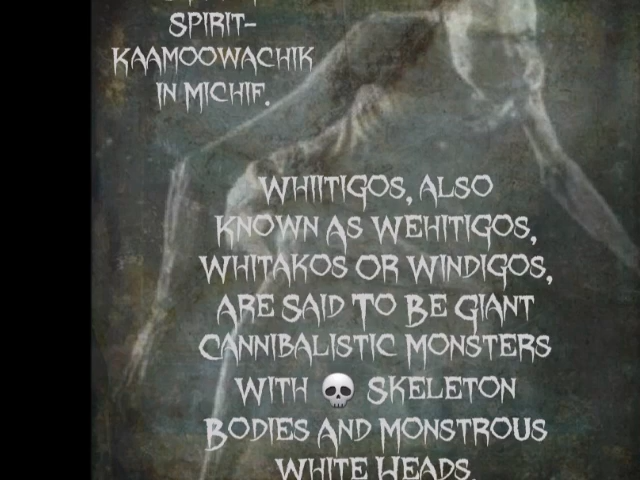 SPIRIT-
KAAMOOWACHIK
IN MICHIF.
WHIITIGOS, ALSO
KNOWN AS WEHITIGOS,
WHITAKOS OR WINDIGOS,
ARE SAID TO BE GIANT
CANNIBALISTIC MONSTERS
WITH 💀 SKELETON
BODIES AND MONSTROUS
WHITE HEADS.